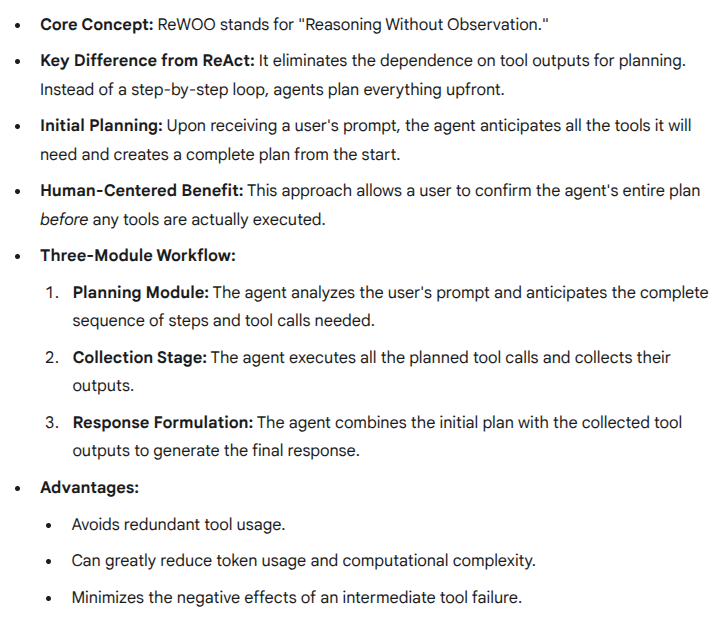 • Core Concept: ReWOO stands for "Reasoning Without Observation."
• Key Difference from ReAct: It eliminates the dependence on tool outputs for planning.
Instead of a step-by-step loop, agents plan everything upfront.
• Initial Planning: Upon receiving a user's prompt, the agent anticipates all the tools it will
need and creates a complete plan from the start.
• Human-Centered Benefit: This approach allows a user to confirm the agent's entire plan
before any tools are actually executed.
• Three-Module Workflow:
1. Planning Module: The agent analyzes the user's prompt and anticipates the complete
sequence of steps and tool calls needed.
2. Collection Stage: The agent executes all the planned tool calls and collects their
outputs.
3. Response Formulation: The agent combines the initial plan with the collected tool
outputs to generate the final response.
• Advantages:
• Avoids redundant tool usage.
• Can greatly reduce token usage and computational complexity.
• Minimizes the negative effects of an intermediate tool failure.